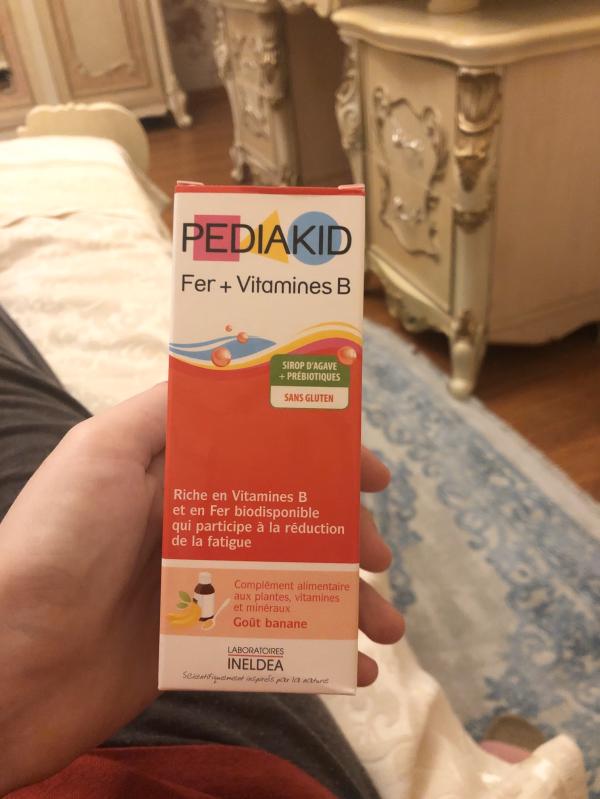 PEDIAKID
Fer + Vitamines B
SIROP D'AGAVE
+ PRÉBIOTIQUES
SANS GLUTEN
Riche en Vitamines B
et en Fer biodisponible
qui participe à la réduction
de la fatigue
Complément alimentaire
aux plantes, vitamines
et minéraux
Goût banane
LABORATOIRES
INELDEA
Scientifiquement inspirés par la nature